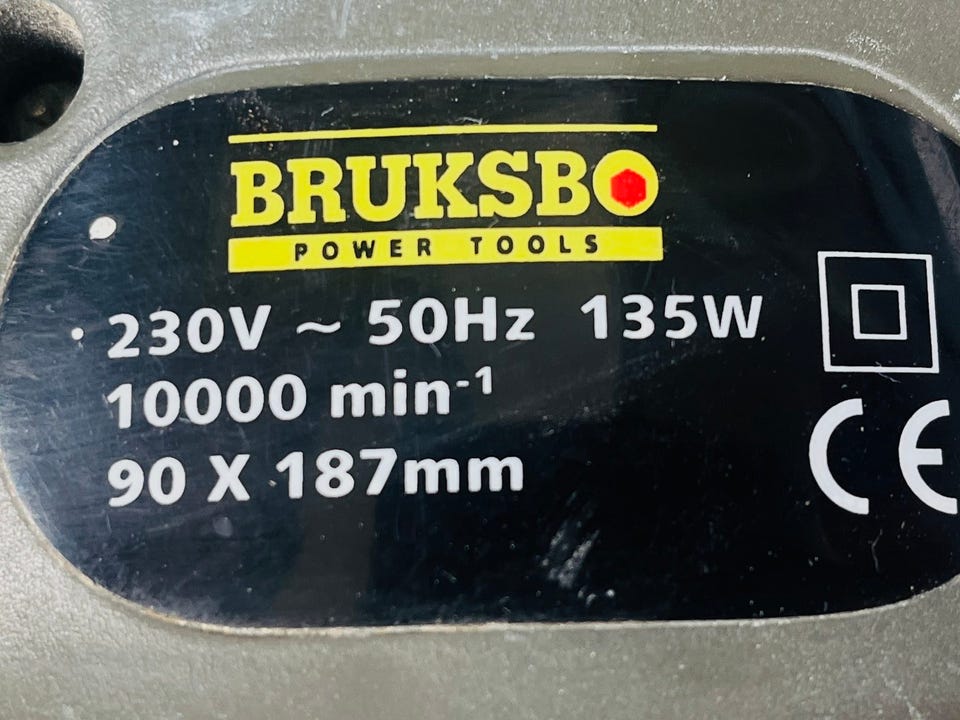 BRUKSBO
POWER TOOLS
230V ~ 50Hz 135W
10000 min⁻¹
90 X 187mm
CE